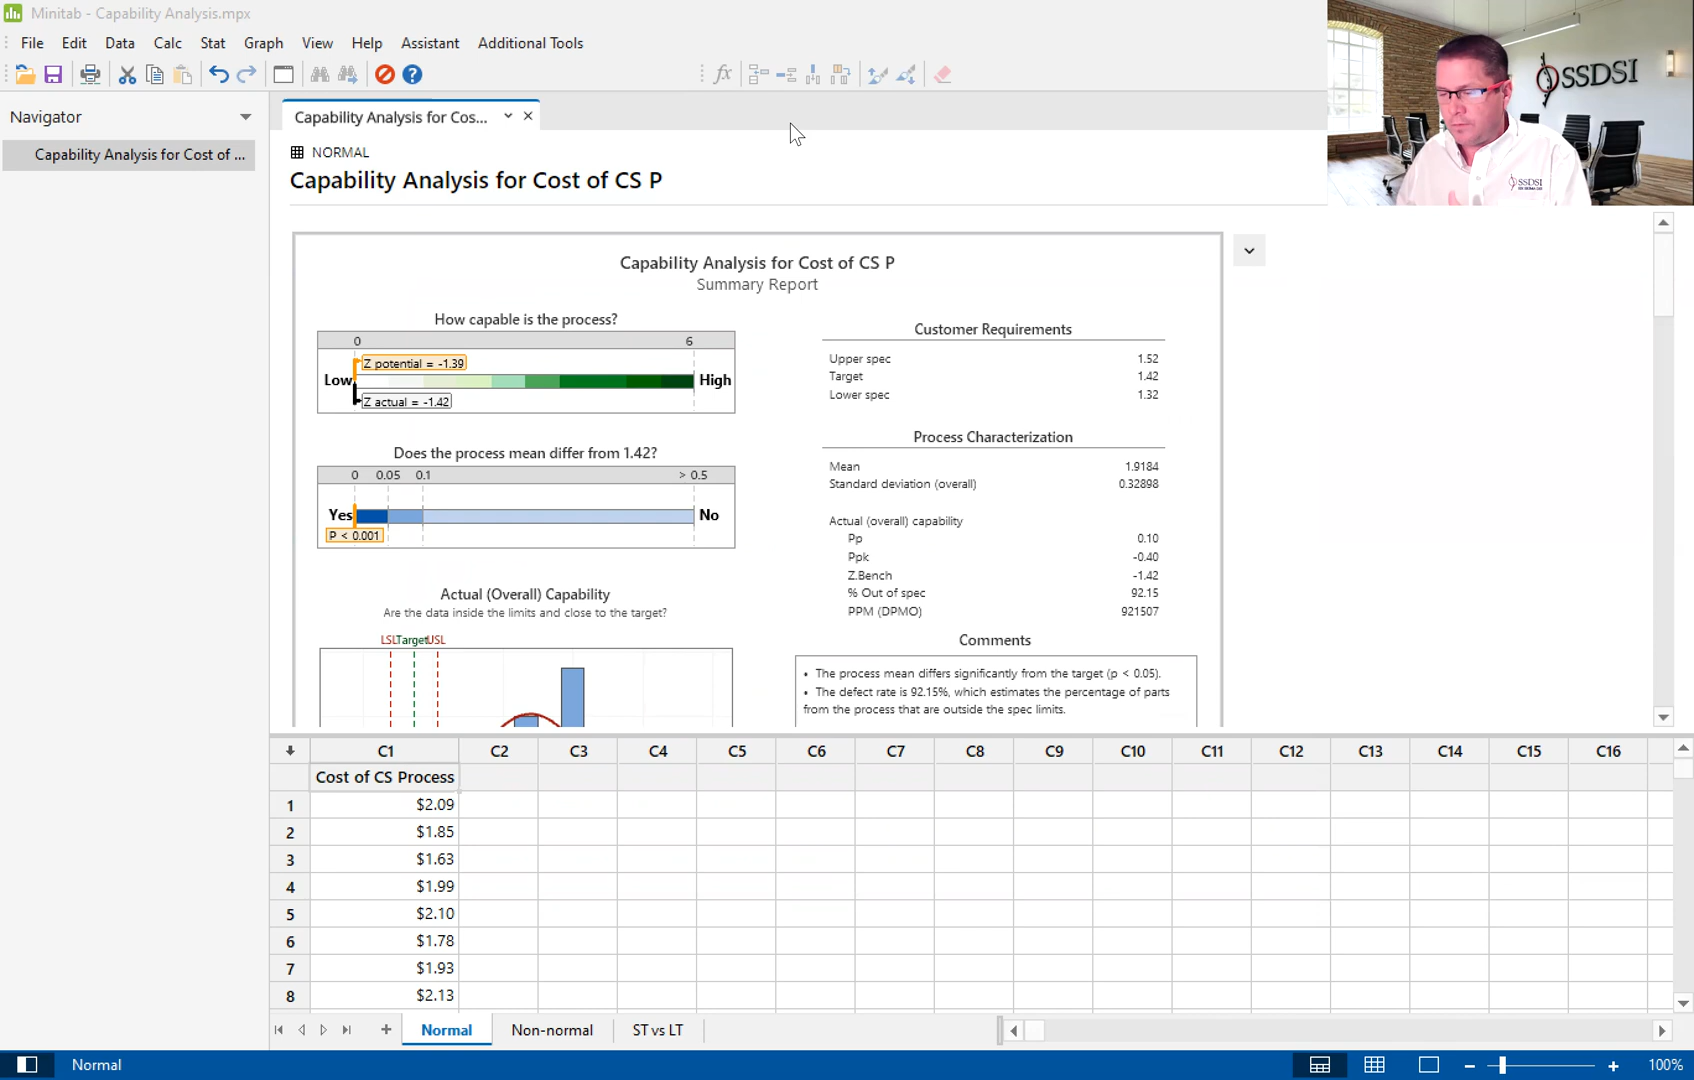 Minitab - Capability Analysis.mpx
File Edit Data Calc Stat Graph View Help Assistant Additional Tools
SSDSI
SSDSI
Navigator
Capability Analysis for Cos...
Capability Analysis for Cost of ...
NORMAL
Capability Analysis for Cost of CS P
Capability Analysis for Cost of CS P
Summary Report
How capable is the process?
0 6
Z potential = -1.39
Low High
Z actual = -1.42
Does the process mean differ from 1.42?
0 0.05 0.1 > 0.5
Yes No
P < 0.001
Actual (Overall) Capability
Are the data inside the limits and close to the target?
LSL Target USL
Customer Requirements
Upper spec 1.52
Target 1.42
Lower spec 1.32
Process Characterization
Mean 1.9184
Standard deviation (overall) 0.32898
Actual (overall) capability
Pp 0.10
Ppk -0.40
Z.Bench -1.42
% Out of spec 92.15
PPM (DPMO) 921507
Comments
• The process mean differs significantly from the target (p < 0.05).
• The defect rate is 92.15%, which estimates the percentage of parts
from the process that are outside the spec limits.
C1 C2 C3 C4 C5 C6 C7 C8 C9 C10 C11 C12 C13 C14 C15 C16
Cost of CS Process
1 $2.09
2 $1.85
3 $1.63
4 $1.99
5 $2.10
6 $1.78
7 $1.93
8 $2.13
Normal Non-normal ST vs LT
Normal 100%